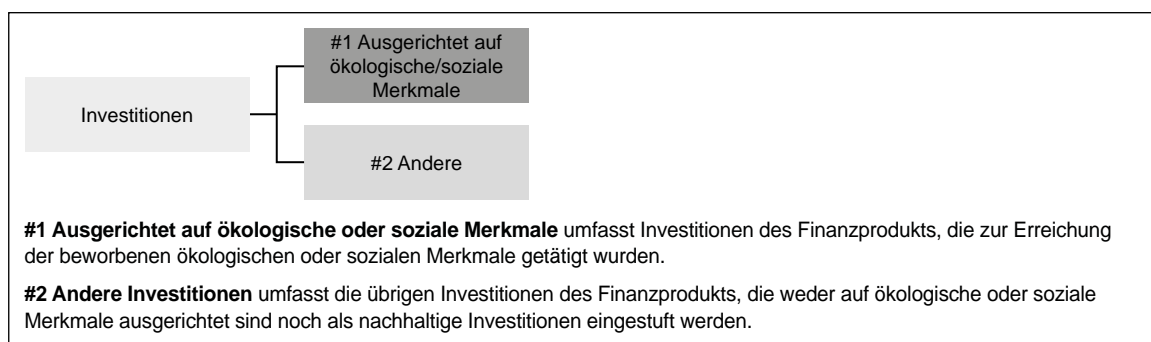 #1 Ausgerichtet auf
ökologische/soziale
Merkmale
Investitionen
#2 Andere
#1 Ausgerichtet auf ökologische oder soziale Merkmale umfasst Investitionen des Finanzprodukts, die zur Erreichung
der beworbenen ökologischen oder sozialen Merkmale getätigt wurden.
#2 Andere Investitionen umfasst die übrigen Investitionen des Finanzprodukts, die weder auf ökologische oder soziale
Merkmale ausgerichtet sind noch als nachhaltige Investitionen eingestuft werden.